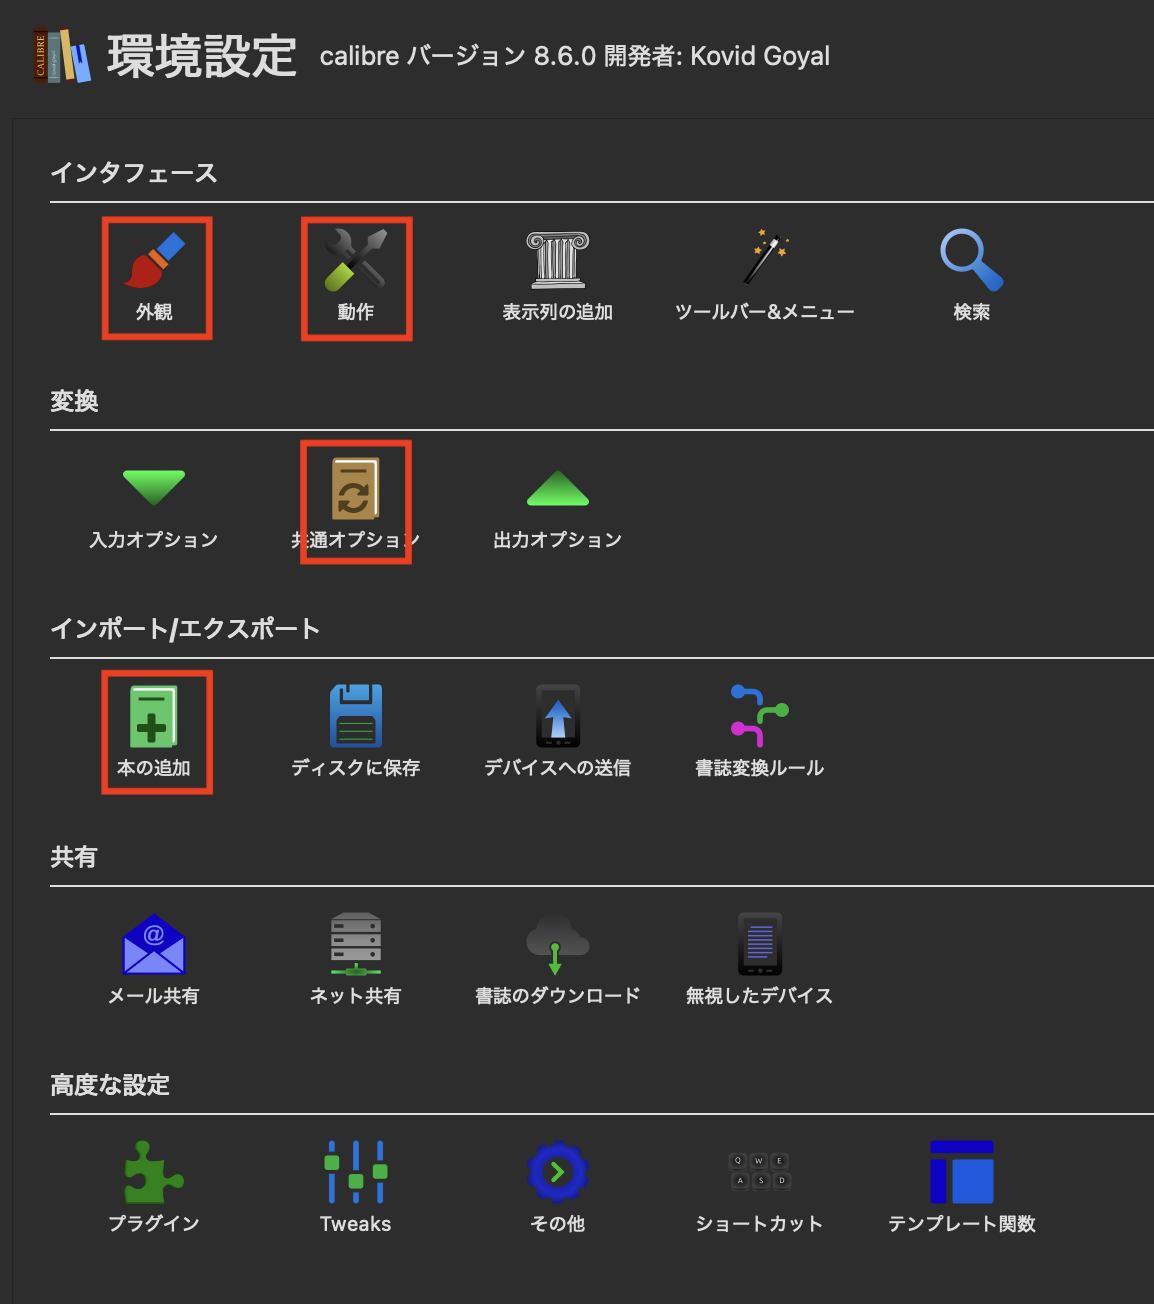 CALIBRE
環境設定 calibre バージョン 8.6.0 開発者: Kovid Goyal
インタフェース
外観 動作 表示列の追加 ツールバー&メニュー 検索
変換
入力オプション 共通オプション 出力オプション
インポート/エクスポート
本の追加 ディスクに保存 デバイスへの送信 書誌変換ルール
共有
@
メール共有 ネット共有 書誌のダウンロード 無視したデバイス
高度な設定
Q W E
A S D
プラグイン Tweaks その他 ショートカット テンプレート関数